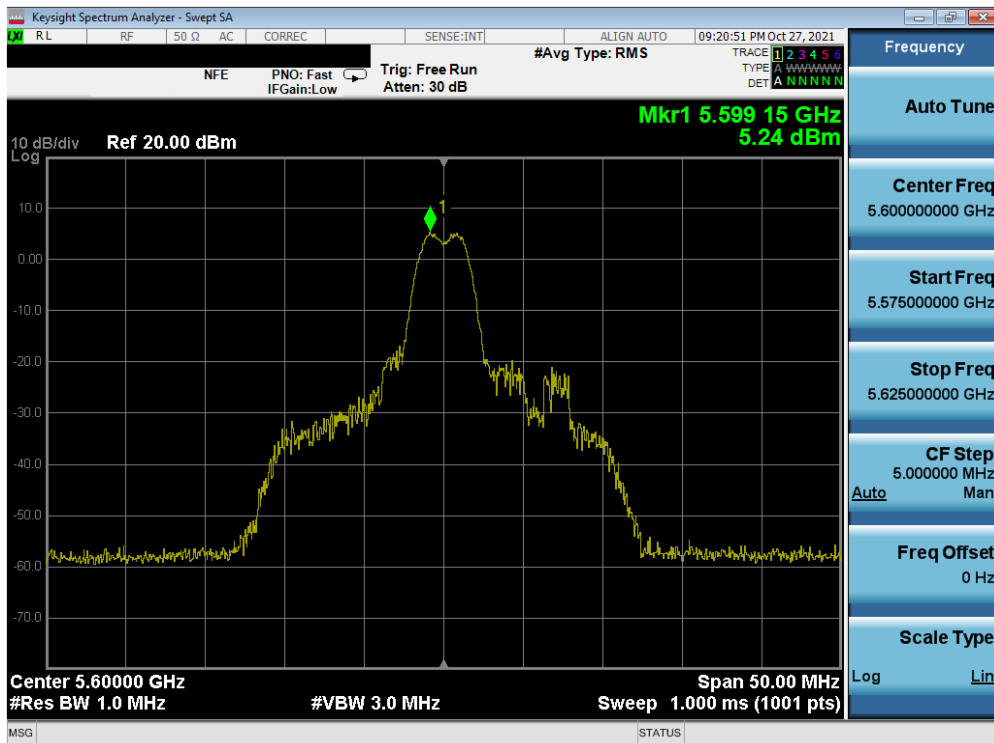 Keysight Spectrum Analyzer - Swept SA
LXI RL RF 50 Ω AC CORREC SENSE:INT ALIGN AUTO 09:20:51 PM Oct 27, 2021
#Avg Type: RMS TRACE 1 2 3 4 5 6
NFE PNO: Fast Trig: Free Run TYPE A WWWWW
IFGain:Low Atten: 30 dB DET A N N N N N
Mkr1 5.599 15 GHz
5.24 dBm
10 dB/div Ref 20.00 dBm
Log
1
10.0
0.00
-10.0
-20.0
-30.0
-40.0
-50.0
-60.0
-70.0
Center 5.60000 GHz Span 50.00 MHz
#Res BW 1.0 MHz #VBW 3.0 MHz Sweep 1.000 ms (1001 pts)
MSG STATUS
Frequency
Auto Tune
Center Freq
5.600000000 GHz
Start Freq
5.575000000 GHz
Stop Freq
5.625000000 GHz
CF Step
5.000000 MHz
Auto Man
Freq Offset
0 Hz
Scale Type
Log Lin